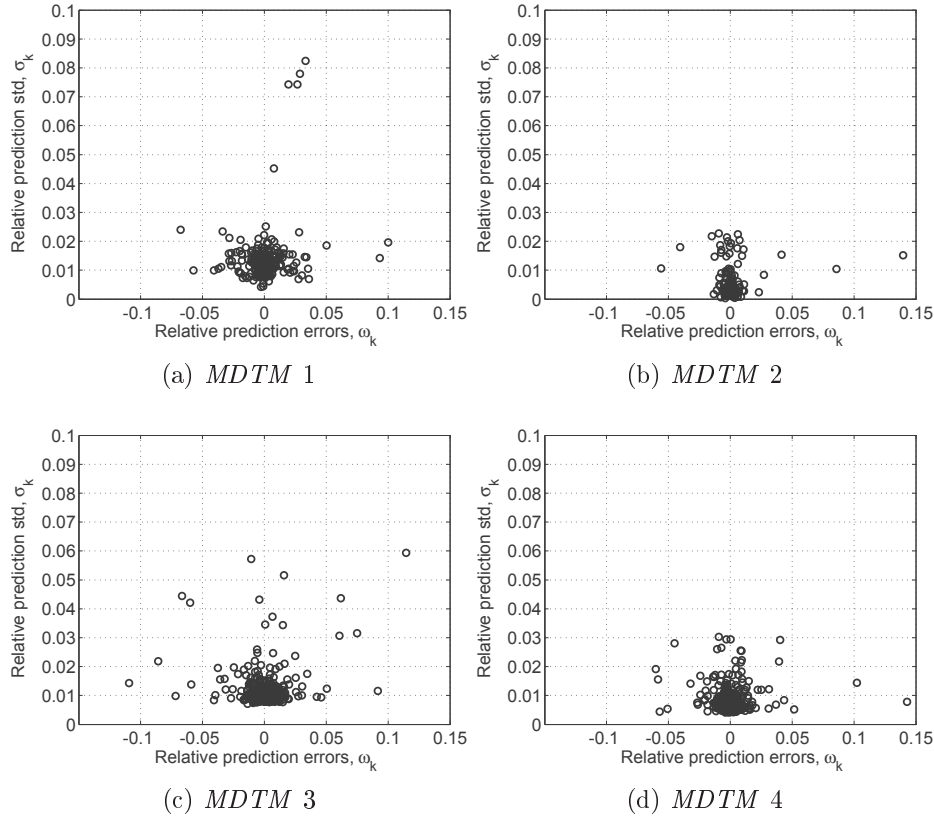 0.1
0.09
0.08
0.07
0.06
0.05
0.04
0.03
0.02
0.01
0
Relative prediction std, σk
-0.1 -0.05 0 0.05 0.1 0.15
Relative prediction errors, ωk
(a) MDTM 1
0.1
0.09
0.08
0.07
0.06
0.05
0.04
0.03
0.02
0.01
0
Relative prediction std, σk
-0.1 -0.05 0 0.05 0.1 0.15
Relative prediction errors, ωk
(b) MDTM 2
0.1
0.09
0.08
0.07
0.06
0.05
0.04
0.03
0.02
0.01
0
Relative prediction std, σk
-0.1 -0.05 0 0.05 0.1 0.15
Relative prediction errors, ωk
(c) MDTM 3
0.1
0.09
0.08
0.07
0.06
0.05
0.04
0.03
0.02
0.01
0
Relative prediction std, σk
-0.1 -0.05 0 0.05 0.1 0.15
Relative prediction errors, ωk
(d) MDTM 4